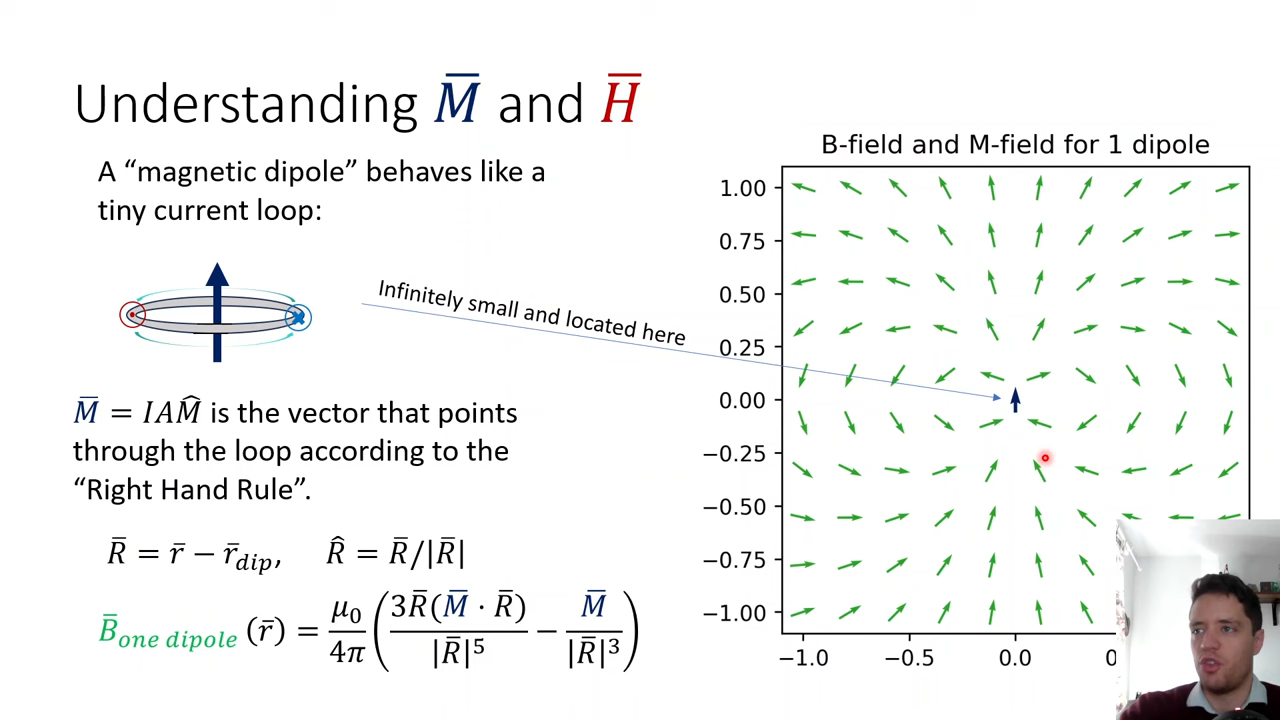 Understanding M̅ and H̅
A “magnetic dipole” behaves like a
tiny current loop:
Infinitely small and located here
M̅ = IAM̂ is the vector that points
through the loop according to the
“Right Hand Rule”.
R̅ = r̅ − r̅_dip,    R̂ = R̅/|R̅|
B̅_one dipole (r̅) = μ₀/4π (3R̅(M̅ · R̅)/|R̅|⁵ − M̅/|R̅|³)
B-field and M-field for 1 dipole
1.00
0.75
0.50
0.25
0.00
−0.25
−0.50
−0.75
−1.00
−1.0 −0.5 0.0